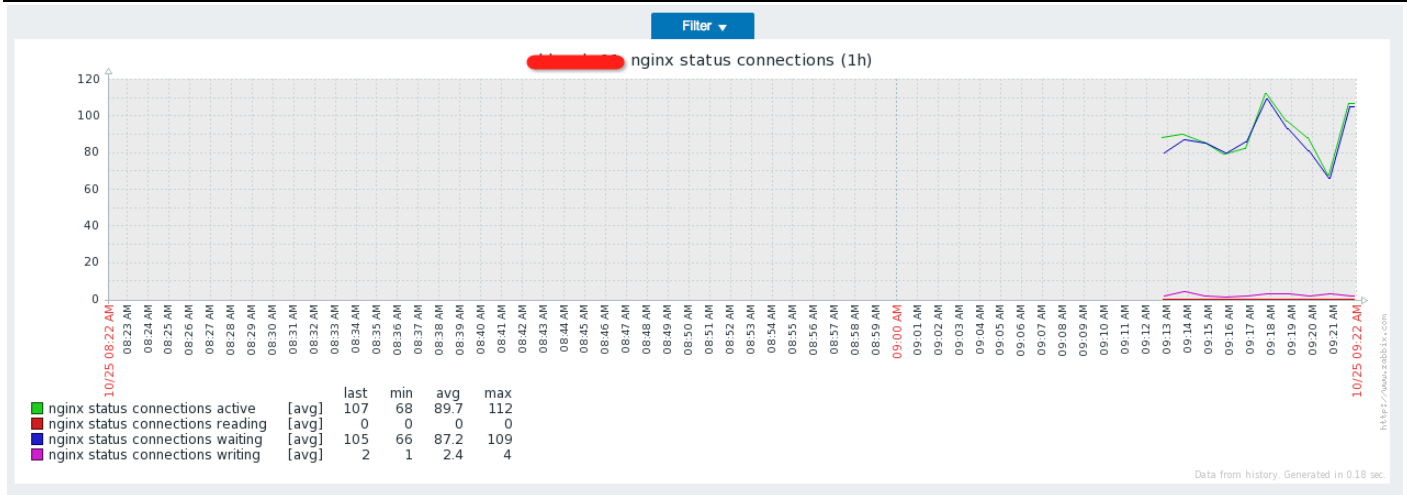 Filter
nginx status connections (1h)
120
100
80
60
40
20
0
10/25 08:22 AM
08:23 AM
08:24 AM
08:25 AM
08:26 AM
08:27 AM
08:28 AM
08:29 AM
08:30 AM
08:31 AM
08:32 AM
08:33 AM
08:34 AM
08:35 AM
08:36 AM
08:37 AM
08:38 AM
08:39 AM
08:40 AM
08:41 AM
08:42 AM
08:43 AM
08:44 AM
08:45 AM
08:46 AM
08:47 AM
08:48 AM
08:49 AM
08:50 AM
08:51 AM
08:52 AM
08:53 AM
08:54 AM
08:55 AM
08:56 AM
08:57 AM
08:58 AM
08:59 AM
09:00 AM
09:01 AM
09:02 AM
09:03 AM
09:04 AM
09:05 AM
09:06 AM
09:07 AM
09:08 AM
09:09 AM
09:10 AM
09:11 AM
09:12 AM
09:13 AM
09:14 AM
09:15 AM
09:16 AM
09:17 AM
09:18 AM
09:19 AM
09:20 AM
09:21 AM
10/25 09:22 AM
http://www.zabbix.com
last min avg max
nginx status connections active [avg] 107 68 89.7 112
nginx status connections reading [avg] 0 0 0 0
nginx status connections waiting [avg] 105 66 87.2 109
nginx status connections writing [avg] 2 1 2.4 4
Data from history. Generated in 0.18 sec.